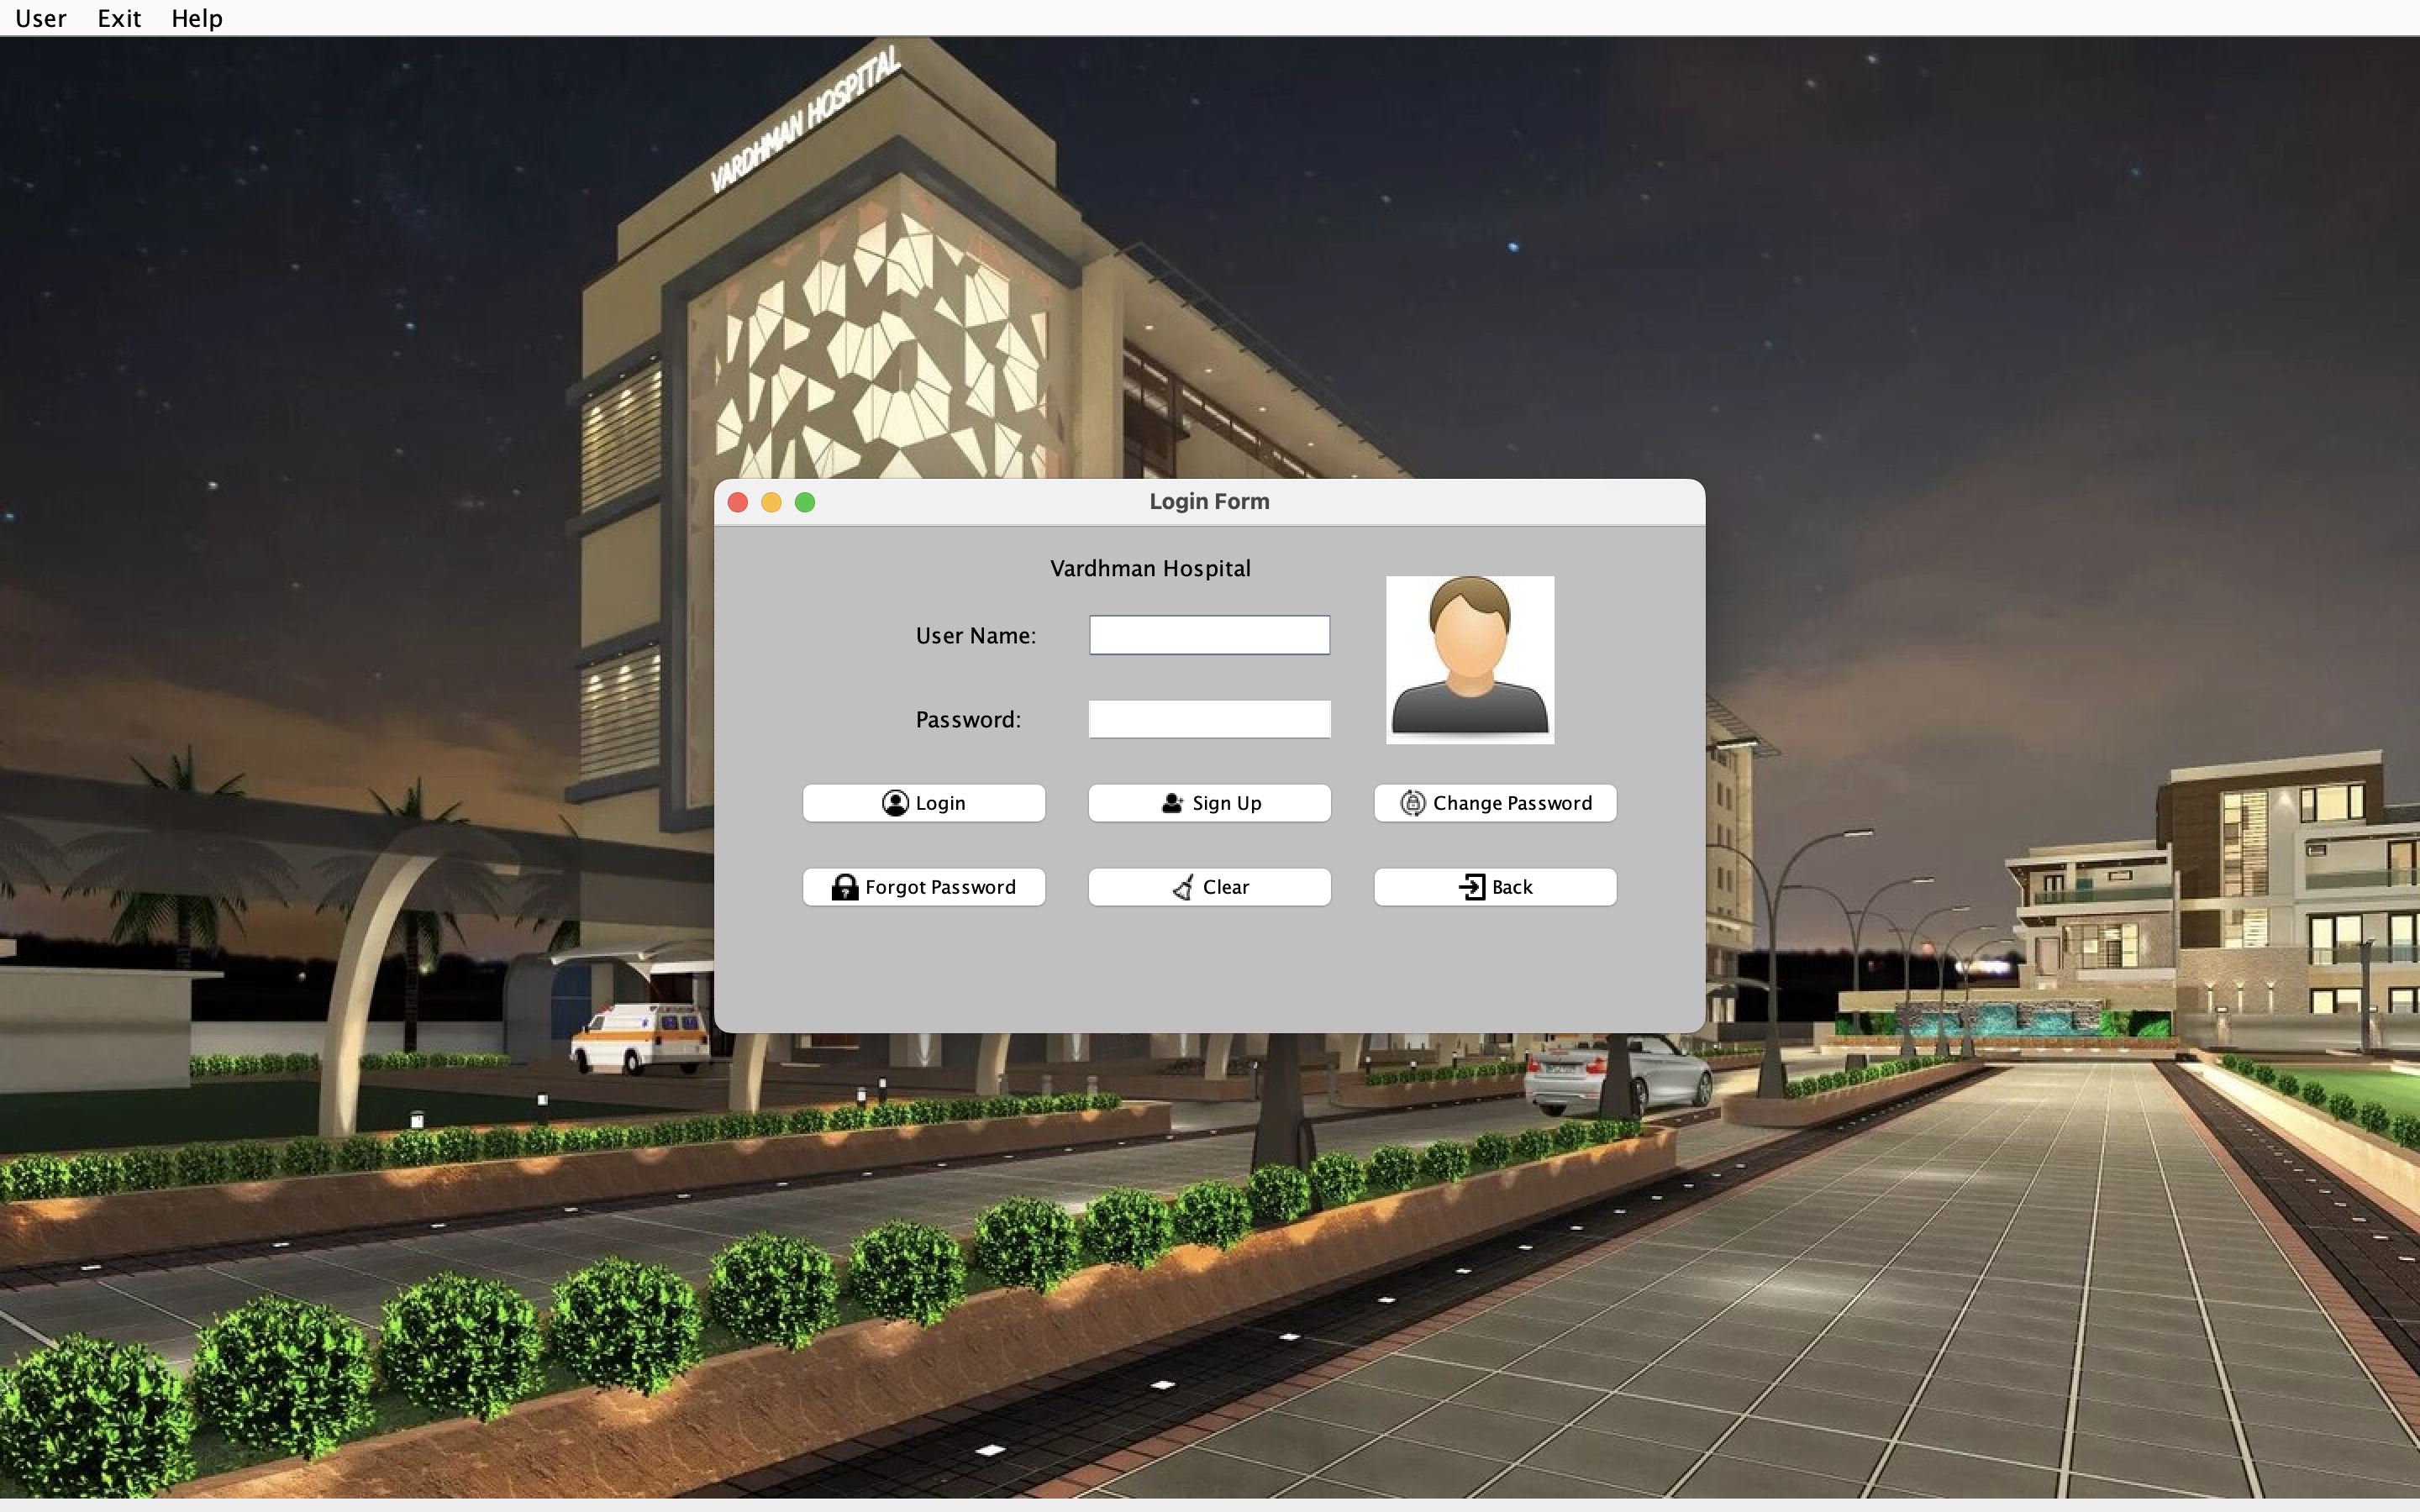 User Exit Help
VARDHMAN HOSPITAL
Login Form
Vardhman Hospital
User Name:
Password:
Login Sign Up Change Password
Forgot Password Clear Back